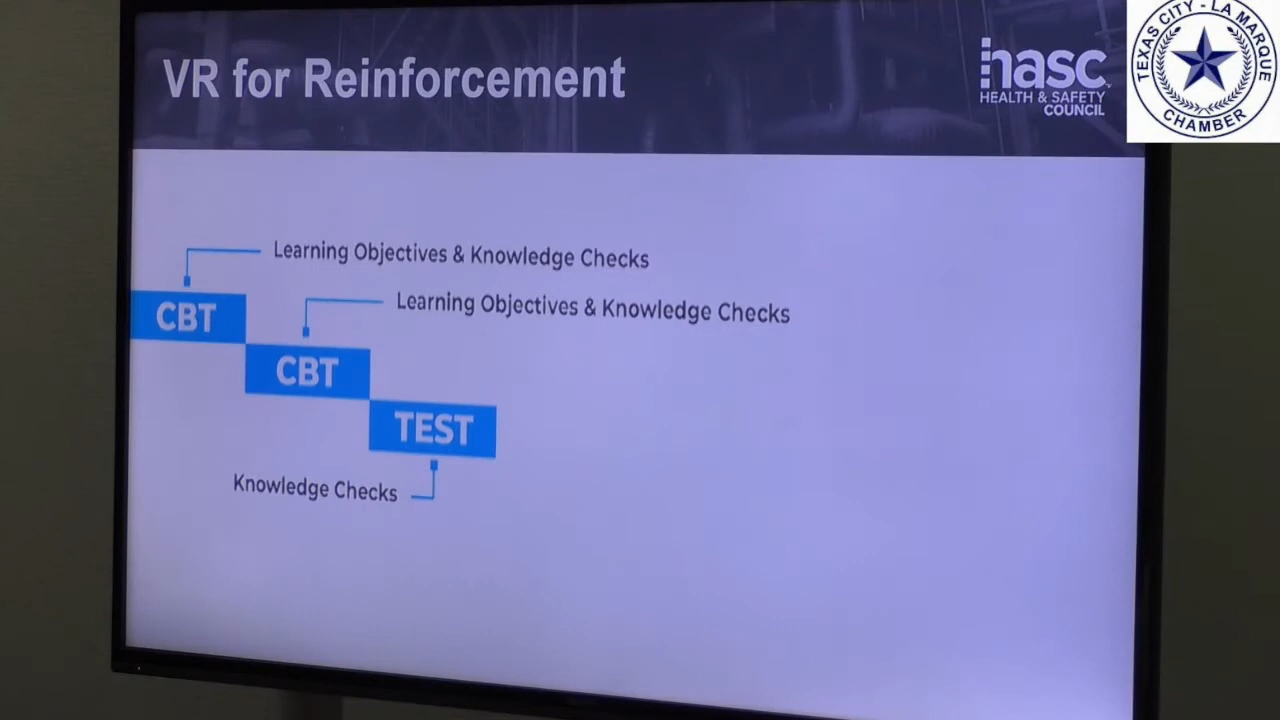 VR for Reinforcement
hasc
HEALTH & SAFETY
COUNCIL
TEXAS CITY - LA MARQUE
CHAMBER
Learning Objectives & Knowledge Checks
Learning Objectives & Knowledge Checks
CBT
CBT
TEST
Knowledge Checks